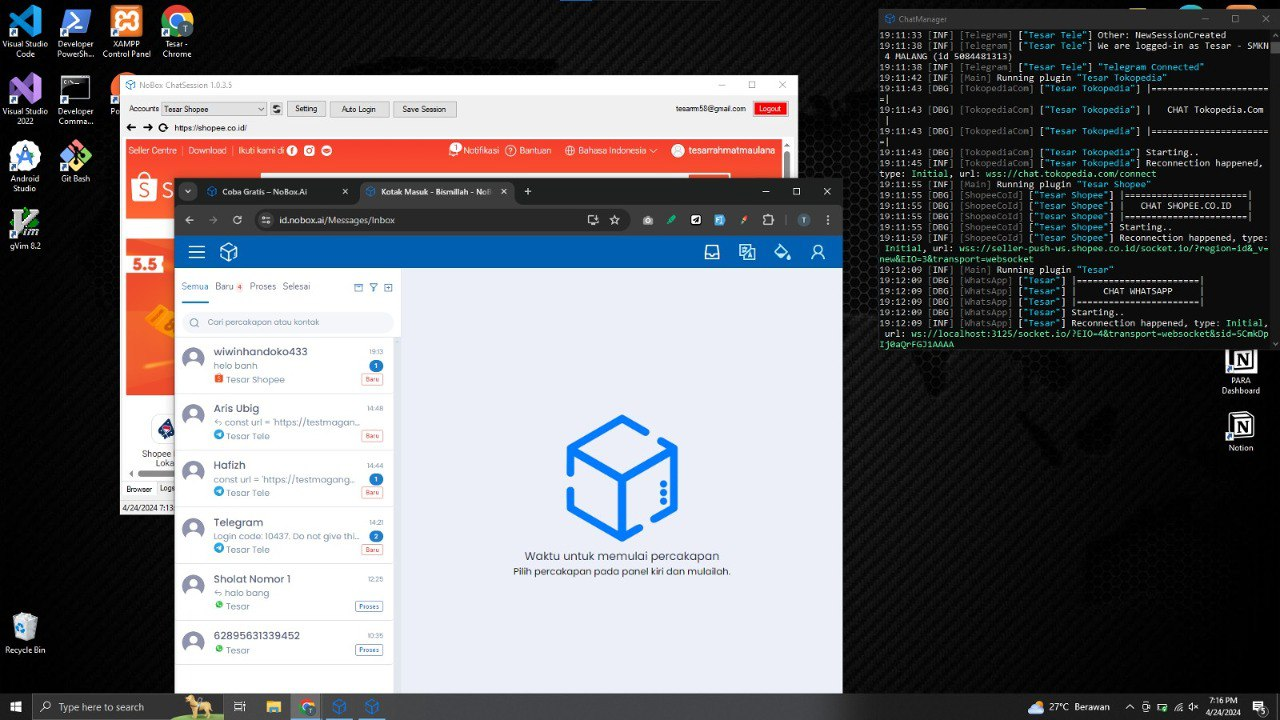 Visual Studio
Code
Developer
PowerSh...
XAMPP
Control Panel
Tesar -
Chrome
Visual Studio
2022
Developer
Comma...
Android
Studio
Git Bash
gVim 8.2
Recycle Bin
NoBox ChatSession 1.0.3.5
Accounts Tesar Shopee Setting Auto Login Save Session tesarrm58@gmail.com Logout
https://shopee.co.id/
Seller Centre | Download | Ikuti kami di 1 Notifikasi Bantuan Bahasa Indonesia tesarrahmatmaulana
5.5
Shopee
Loka
Browser Logs
4/24/2024 7:13
Coba Gratis – NoBox.Ai Kotak Masuk - Bismillah - NoB
id.nobox.ai/Messages/Inbox T
Semua Baru 4 Proses Selesai
Cari percakapan atau kontak
wiwinhandoko433 19:13
helo banh 1
Tesar Shopee Baru
Aris Ubig 14:48
const url = 'https://testmagan...
Tesar Tele Baru
Hafizh 14:44
const url = 'https://testmagang... 1
Tesar Tele Baru
Telegram 14:21
Login code: 10437. Do not give thi... 2
Tesar Tele Baru
Sholat Nomor 1 12:25
halo bang
Tesar Proses
62895631339452 10:35
Tesar Proses
Waktu untuk memulai percakapan
Pilih percakapan pada panel kiri dan mulailah.
ChatManager
19:11:33 [INF] [Telegram] ["Tesar Tele"] Other: NewSessionCreated
19:11:38 [INF] [Telegram] ["Tesar Tele"] We are logged-in as Tesar - SMKN
4 MALANG (id 5084481313)
19:11:38 [INF] [Telegram] ["Tesar Tele"] "Telegram Connected"
19:11:42 [INF] [Main] Running plugin "Tesar Tokopedia"
19:11:43 [DBG] [TokopediaCom] ["Tesar Tokopedia"] |======================
=|
19:11:43 [DBG] [TokopediaCom] ["Tesar Tokopedia"] | CHAT Tokopedia.Com
|
19:11:43 [DBG] [TokopediaCom] ["Tesar Tokopedia"] |======================
=|
19:11:43 [DBG] [TokopediaCom] ["Tesar Tokopedia"] Starting..
19:11:45 [INF] [TokopediaCom] ["Tesar Tokopedia"] Reconnection happened,
type: Initial, url: wss://chat.tokopedia.com/connect
19:11:55 [INF] [Main] Running plugin "Tesar Shopee"
19:11:55 [DBG] [ShopeeCoId] ["Tesar Shopee"] |=======================|
19:11:55 [DBG] [ShopeeCoId] ["Tesar Shopee"] | CHAT SHOPEE.CO.ID |
19:11:55 [DBG] [ShopeeCoId] ["Tesar Shopee"] |=======================|
19:11:55 [DBG] [ShopeeCoId] ["Tesar Shopee"] Starting..
19:11:59 [INF] [ShopeeCoId] ["Tesar Shopee"] Reconnection happened, type:
Initial, url: wss://seller-push-ws.shopee.co.id/socket.io/?region=id&_v=
new&EIO=3&transport=websocket
19:12:09 [INF] [Main] Running plugin "Tesar"
19:12:09 [DBG] [WhatsApp] ["Tesar"] |=======================|
19:12:09 [DBG] [WhatsApp] ["Tesar"] | CHAT WHATSAPP |
19:12:09 [DBG] [WhatsApp] ["Tesar"] |=======================|
19:12:09 [DBG] [WhatsApp] ["Tesar"] Starting..
19:12:09 [INF] [WhatsApp] ["Tesar"] Reconnection happened, type: Initial,
url: ws://localhost:3125/socket.io/?EIO=4&transport=websocket&sid=5CmkOp
Ij0aQrFGJ1AAAA
PARA
Dashboard
Notion
Type here to search
27°C Berawan
7:16 PM
4/24/2024
5